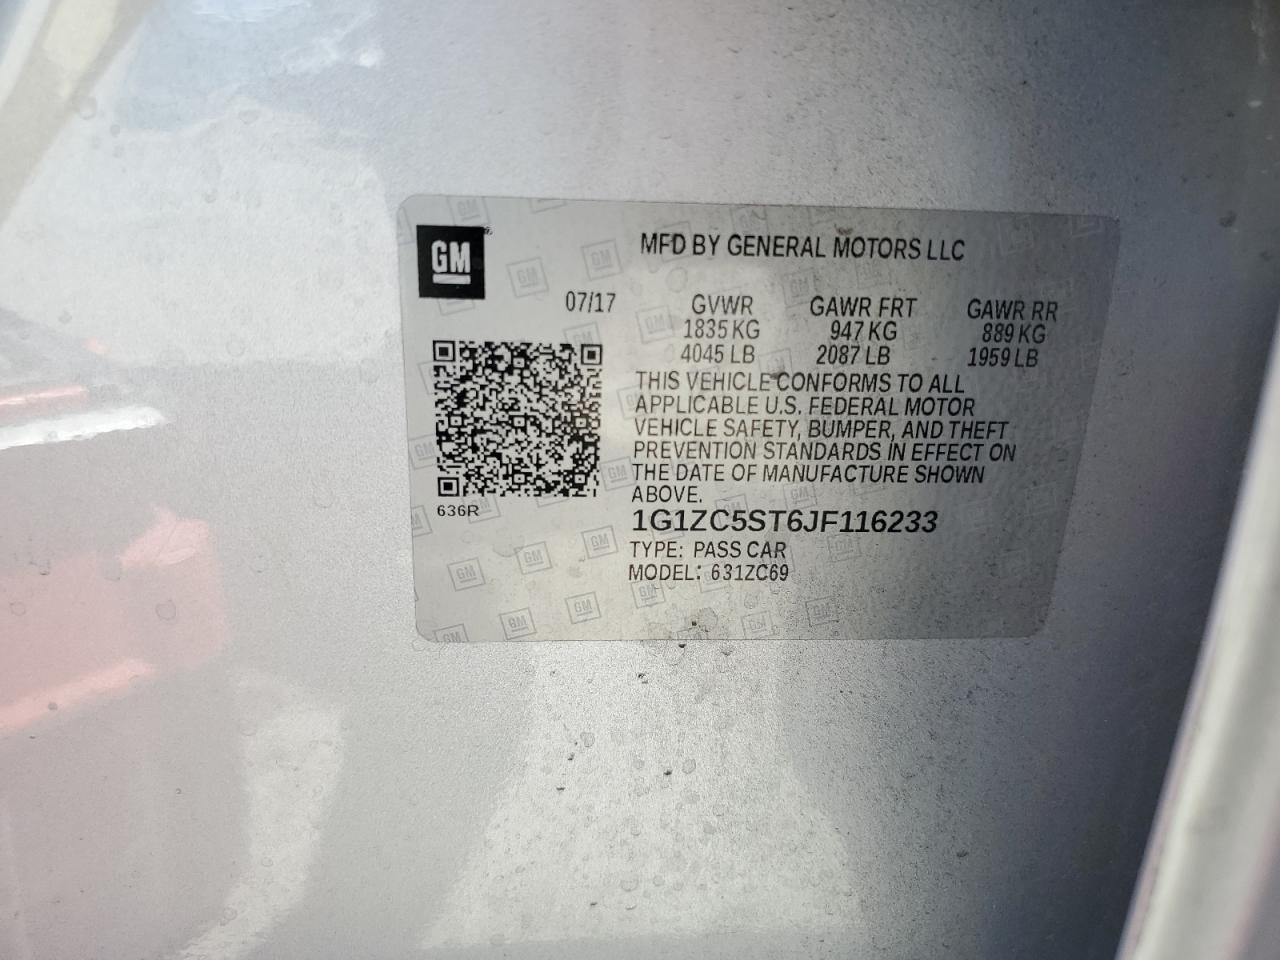 GM
MFD BY GENERAL MOTORS LLC
07/17 GVWR GAWR FRT GAWR RR
1835 KG 947 KG 889 KG
4045 LB 2087 LB 1959 LB
THIS VEHICLE CONFORMS TO ALL
APPLICABLE U.S. FEDERAL MOTOR
VEHICLE SAFETY, BUMPER, AND THEFT
PREVENTION STANDARDS IN EFFECT ON
THE DATE OF MANUFACTURE SHOWN
ABOVE.
636R
1G1ZC5ST6JF116233
TYPE: PASS CAR
MODEL: 631ZC69